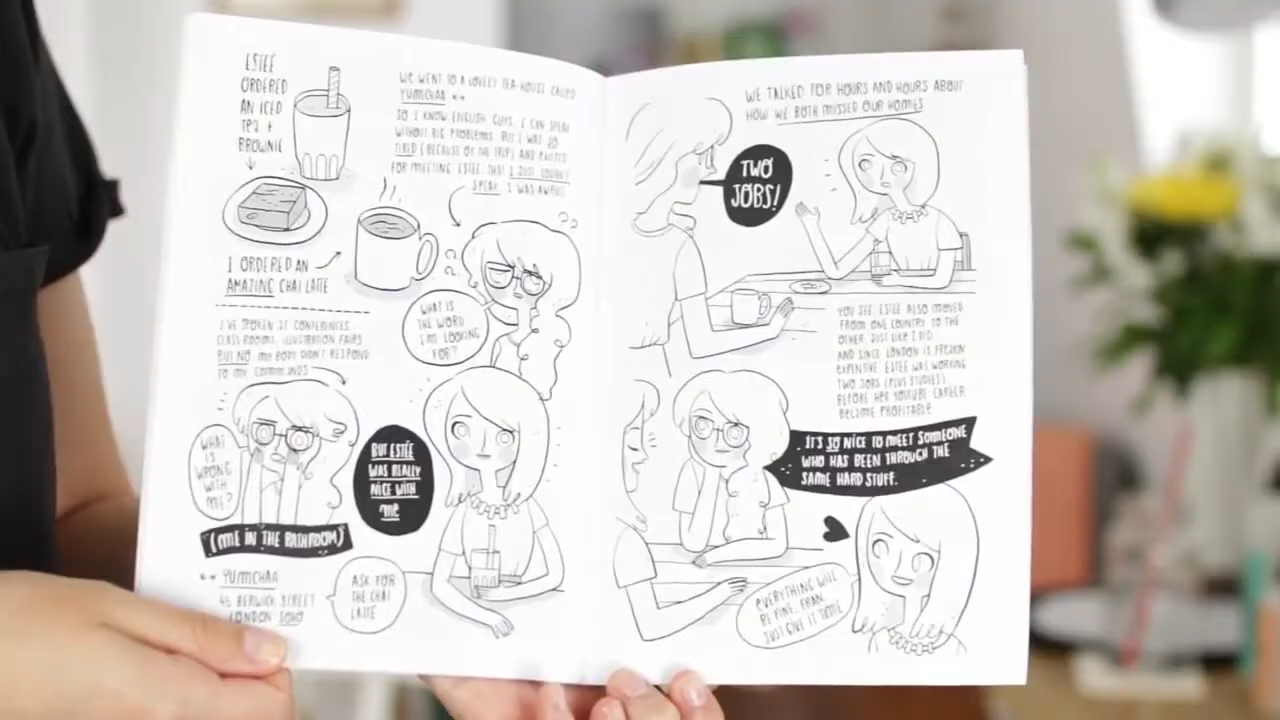 ESTÉE
ORDERED
AN ICED
TEA +
BROWNIE
WE WENT TO A LOVELY TEA-HOUSE CALLED
YUMCHAA **
SO I KNOW ENGLISH GUYS. I CAN SPEAK
WITHOUT BIG PROBLEMS. BUT I WAS SO
TIRED (BECAUSE OF THE TRIP) AND EXCITED
FOR MEETING ESTÉE THAT I JUST COULDN'T
SPEAK. I WAS AWFUL!
I ORDERED AN
AMAZING CHAI LATTE
??
??
WHAT IS
THE WORD
I'M LOOKING
FOR?
I'VE SPOKEN AT CONFERENCES,
CLASS ROOMS, ILLUSTRATION FAIRS
BUT NO. MY BODY DIDN'T RESPOND
TO MY COMMANDS
WHAT
IS
WRONG
WITH
ME?
(ME IN THE BATHROOM)
BUT ESTÉE
WAS REALLY
NICE WITH
ME
** YUMCHAA
45 BERWICK STREET
LONDON SOHO
ASK FOR
THE CHAI
LATTE
WE TALKED FOR HOURS AND HOURS ABOUT
HOW WE BOTH MISSED OUR HOMES
TWO
JOBS!
YOU SEE, ESTÉE ALSO MOVED
FROM ONE COUNTRY TO THE
OTHER JUST LIKE I DID.
AND SINCE LONDON IS FREAKIN'
EXPENSIVE ESTÉE WAS WORKING
TWO JOBS (PLUS STUDIES)
BEFORE HER YOUTUBE CAREER
BECAME PROFITABLE
IT'S SO NICE TO MEET SOMEONE
WHO HAS BEEN THROUGH THE
SAME HARD STUFF.
EVERYTHING WILL
BE FINE, FRAN.
JUST GIVE IT TIME